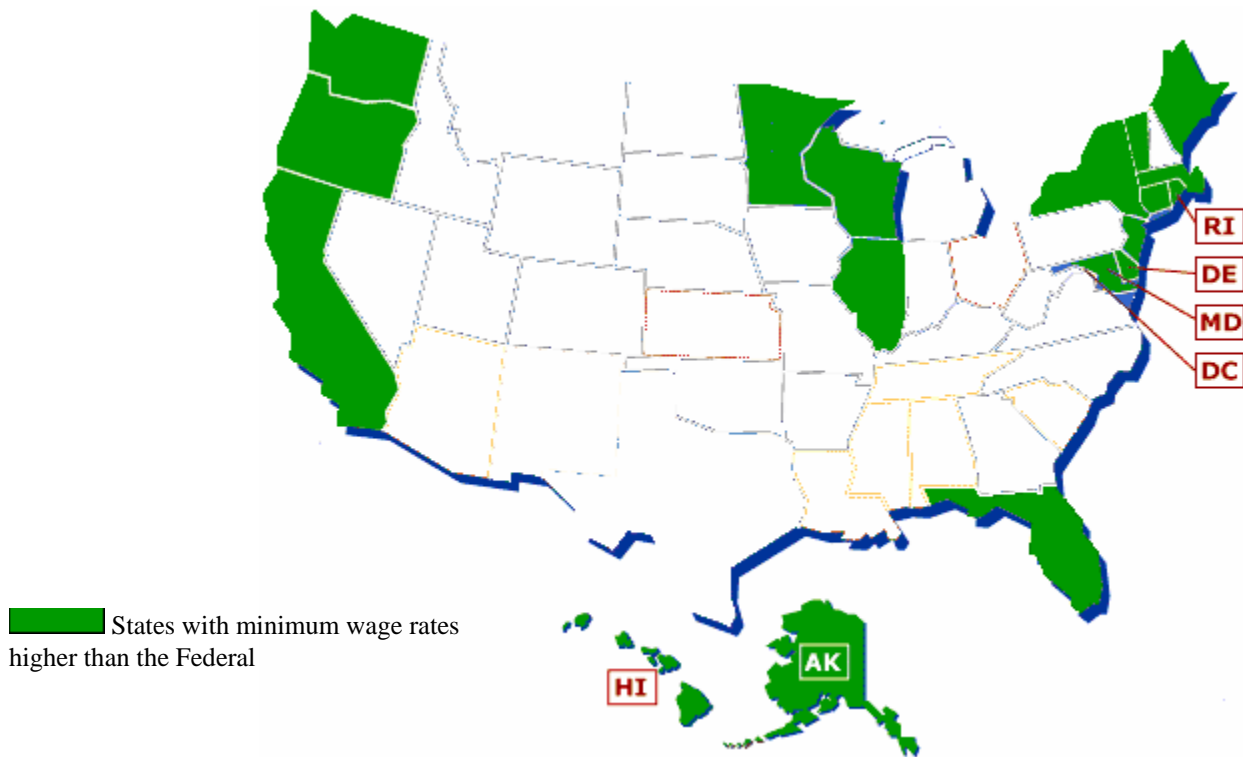 RI
DE
MD
DC
States with minimum wage rates
higher than the Federal
AK
HI